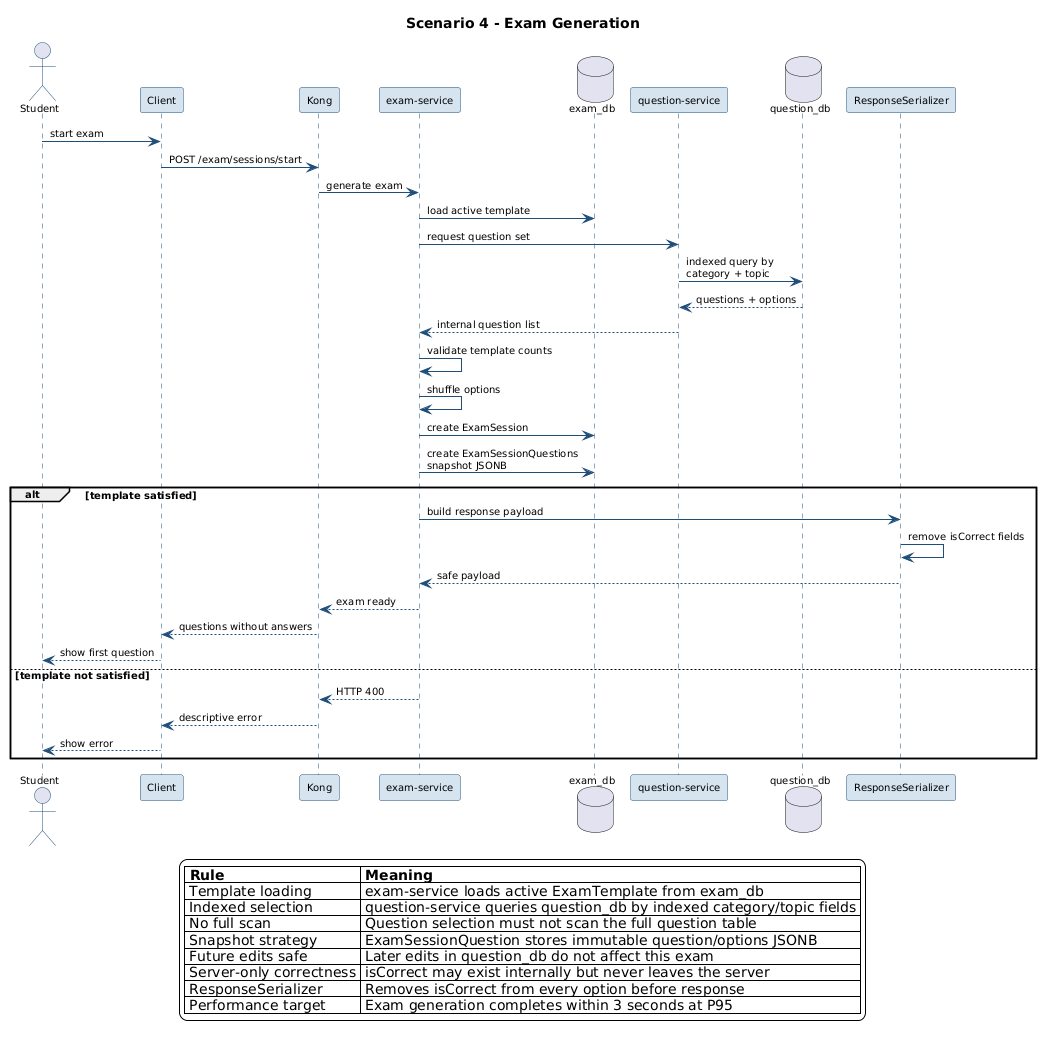 Scenario 4 - Exam Generation
Student
Client
Kong
exam-service
exam_db
question-service
question_db
ResponseSerializer
start exam
POST /exam/sessions/start
generate exam
load active template
request question set
indexed query by
category + topic
questions + options
internal question list
validate template counts
shuffle options
create ExamSession
create ExamSessionQuestions
snapshot JSONB
alt
[template satisfied]
build response payload
remove isCorrect fields
safe payload
exam ready
questions without answers
show first question
[template not satisfied]
HTTP 400
descriptive error
show error
Student
Client
Kong
exam-service
exam_db
question-service
question_db
ResponseSerializer
Rule Meaning
Template loading exam-service loads active ExamTemplate from exam_db
Indexed selection question-service queries question_db by indexed category/topic fields
No full scan Question selection must not scan the full question table
Snapshot strategy ExamSessionQuestion stores immutable question/options JSONB
Future edits safe Later edits in question_db do not affect this exam
Server-only correctness isCorrect may exist internally but never leaves the server
ResponseSerializer Removes isCorrect from every option before response
Performance target Exam generation completes within 3 seconds at P95